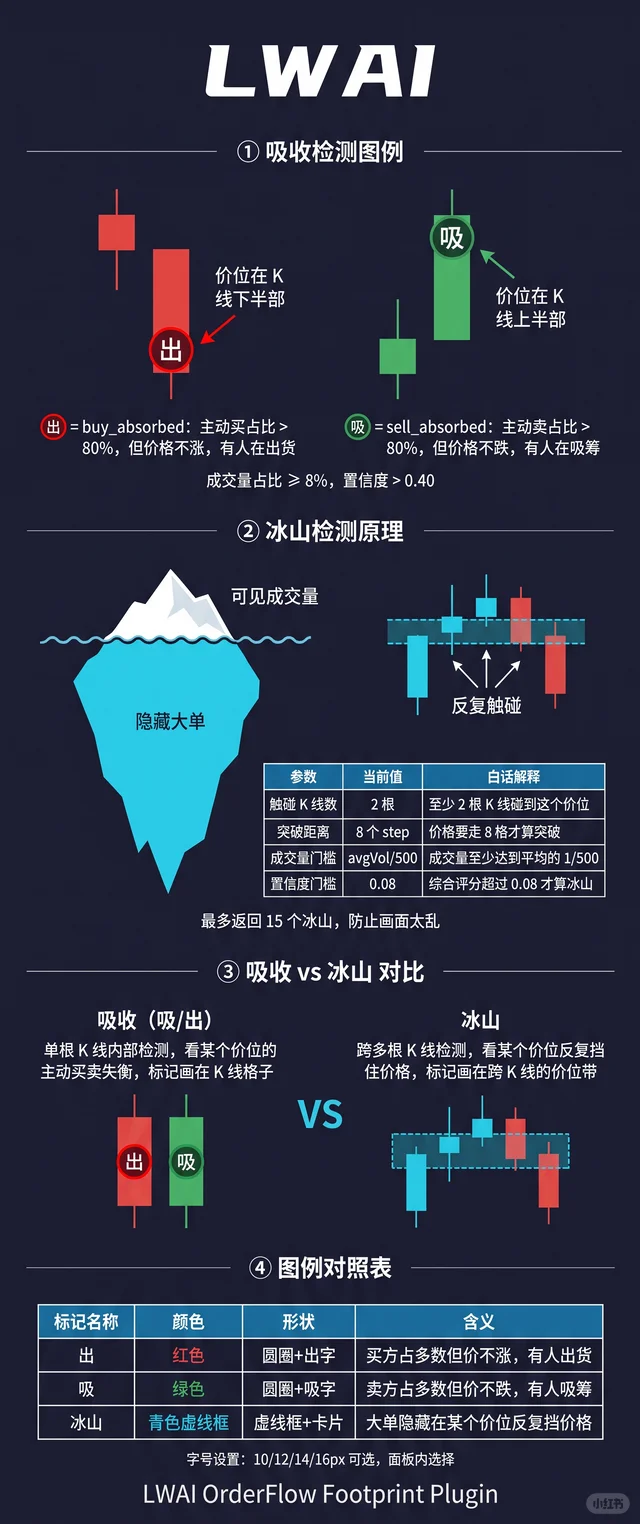 LWAI
① 吸收检测图例
价位在 K
线下半部
出
吸
价位在 K
线上半部
出 = buy_absorbed：主动买占比 >
80%，但价格不涨，有人在出货
吸 = sell_absorbed：主动卖占比 >
80%，但价格不跌，有人在吸筹
成交量占比 ≥ 8%，置信度 > 0.40
② 冰山检测原理
可见成交量
隐藏大单
反复触碰
参数 当前值 白话解释
触碰 K 线数 2 根 至少 2 根 K 线碰到这个价位
突破距离 8 个 step 价格要走 8 格才算突破
成交量门槛 avgVol/500 成交量至少达到平均的 1/500
置信度门槛 0.08 综合评分超过 0.08 才算冰山
最多返回 15 个冰山，防止画面太乱
③ 吸收 vs 冰山 对比
吸收（吸/出）
单根 K 线内部检测，看某个价位的
主动买卖失衡，标记画在 K 线格子
出 吸
VS
冰山
跨多根 K 线检测，看某个价位反复挡
住价格，标记画在跨 K 线的价位带
④ 图例对照表
标记名称 颜色 形状 含义
出 红色 圆圈+出字 买方占多数但价不涨，有人出货
吸 绿色 圆圈+吸字 卖方占多数但价不跌，有人吸筹
冰山 青色虚线框 虚线框+卡片 大单隐藏在某个价位反复挡价格
字号设置：10/12/14/16px 可选，面板内选择
LWAI OrderFlow Footprint Plugin
小红书